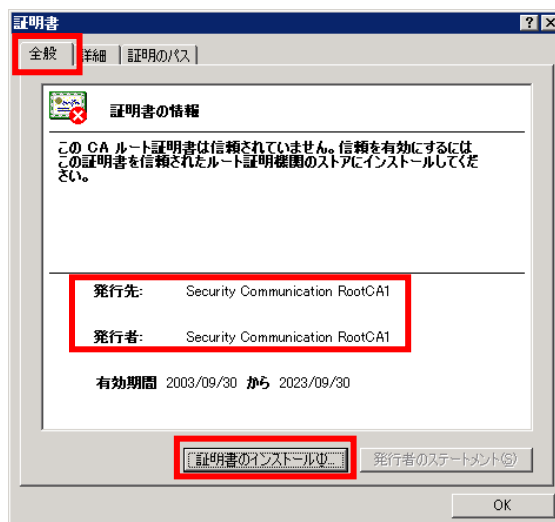 証明書
全般 詳細 証明のパス
証明書の情報
この CA ルート証明書は信頼されていません。信頼を有効にするには
この証明書を信頼されたルート証明機関のストアにインストールしてくだ
さい。
発行先: Security Communication RootCA1
発行者: Security Communication RootCA1
有効期間 2003/09/30 から 2023/09/30
証明書のインストール(I)... 発行者のステートメント(S)
OK